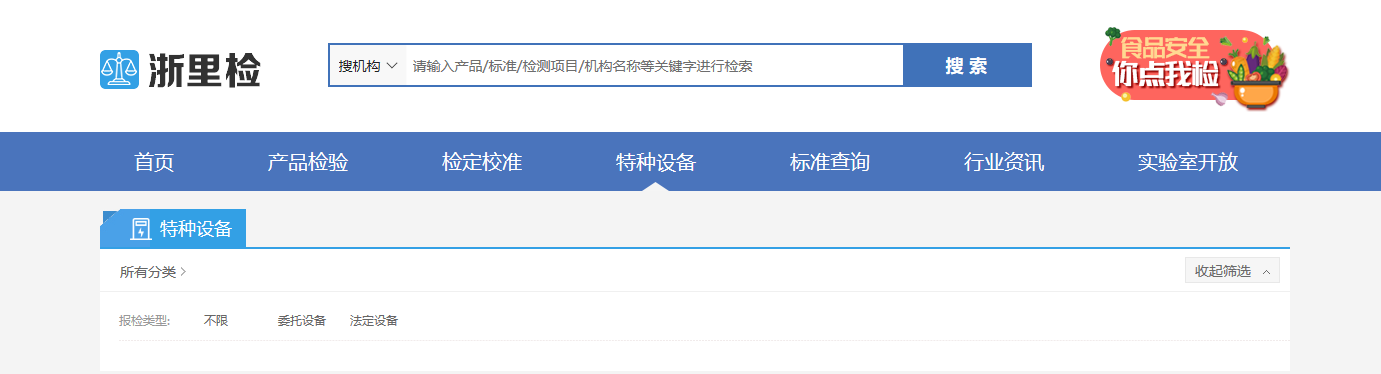 浙里检
搜机构 请输入产品/标准/检测项目/机构名称等关键字进行检索 搜 索
食品安全
你点我检
首页 产品检验 检定校准 特种设备 标准查询 行业资讯 实验室开放
特种设备
所有分类 收起筛选
报检类型: 不限 委托设备 法定设备